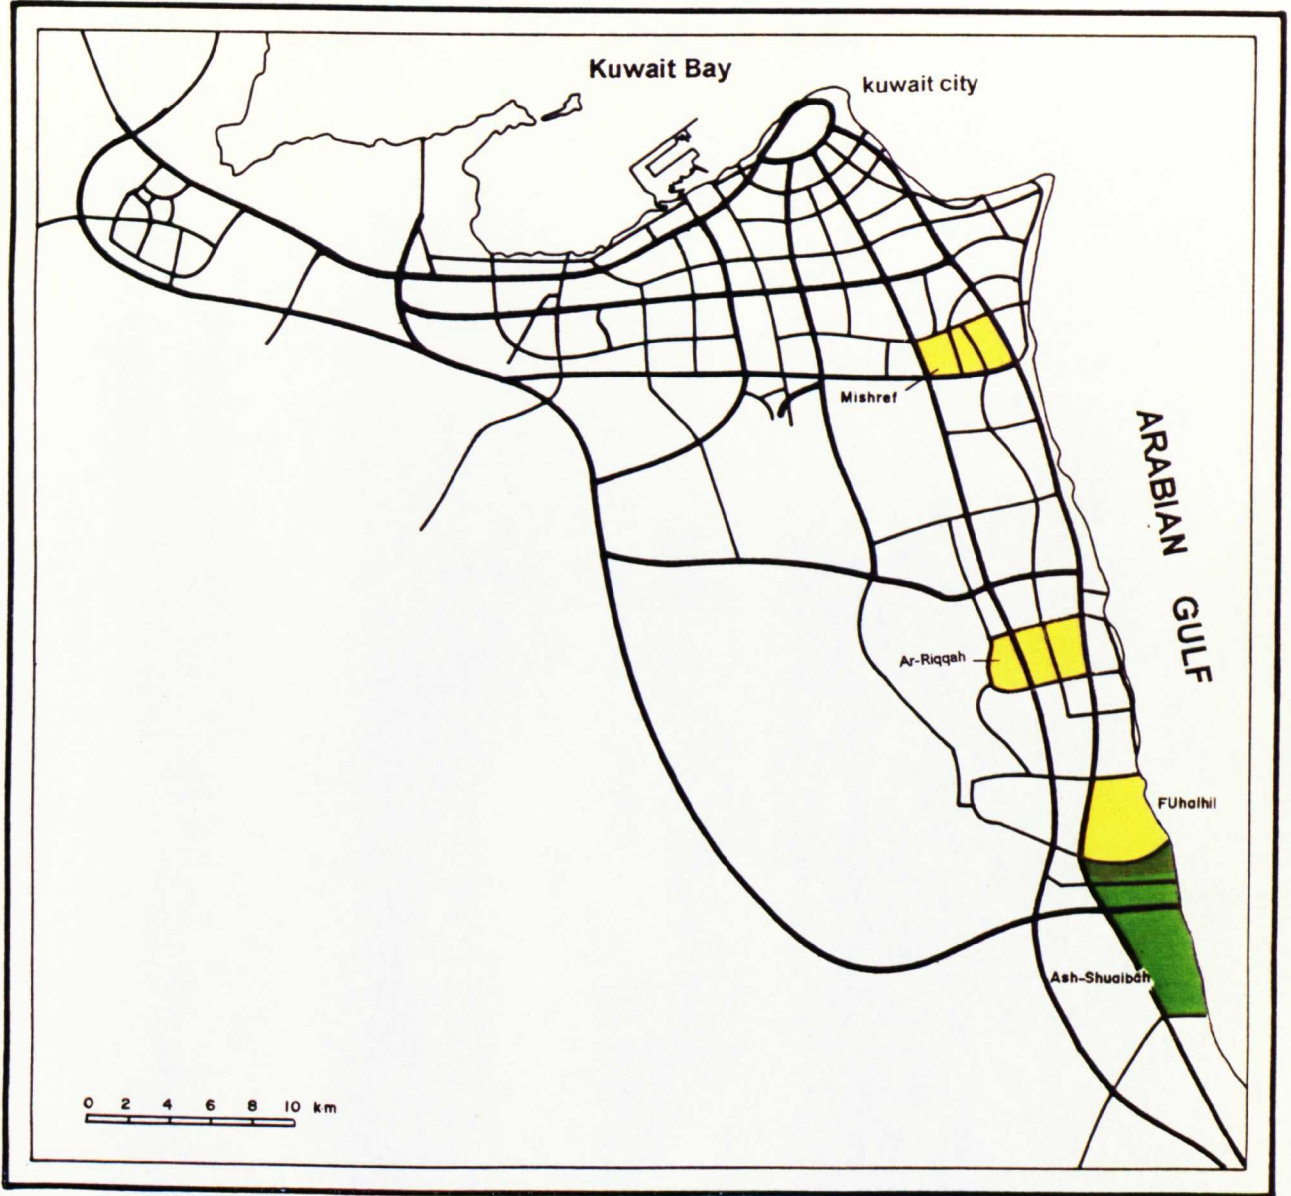 Kuwait Bay
kuwait city
Mishref
ARABIAN GULF
Ar-Riqqah
FUhalhil
Ash-Shuaibah
0 2 4 6 8 10 km